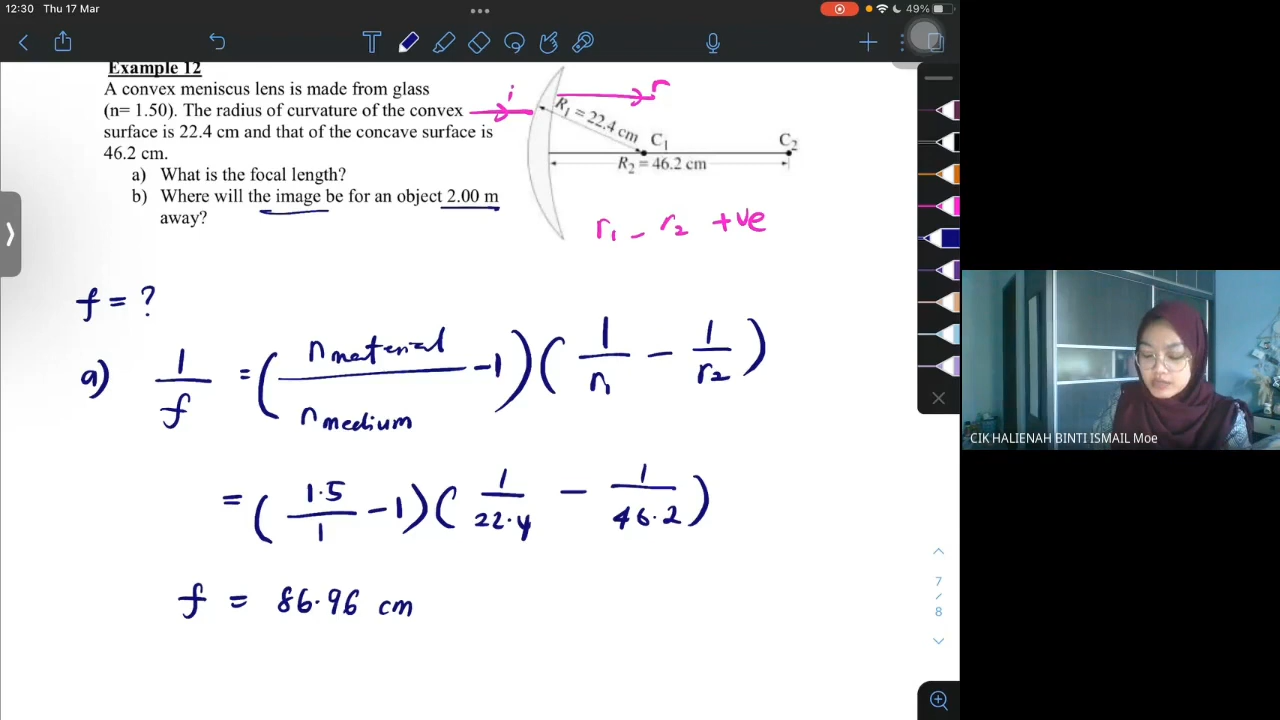 12:30 Thu 17 Mar
49%
Example 12
A convex meniscus lens is made from glass
(n= 1.50). The radius of curvature of the convex
surface is 22.4 cm and that of the concave surface is
46.2 cm.
a) What is the focal length?
b) Where will the image be for an object 2.00 m
away?
i
r
R₁ = 22.4 cm
C₁
C₂
R₂ = 46.2 cm
r₁ - r₂ +ve
f = ?
a) 1/f = (n material / n medium - 1) (1/r₁ - 1/r₂)
= (1.5/1 - 1) (1/22.4 - 1/46.2)
f = 86.96 cm
7
/
8
CIK HALIENAH BINTI ISMAIL Moe